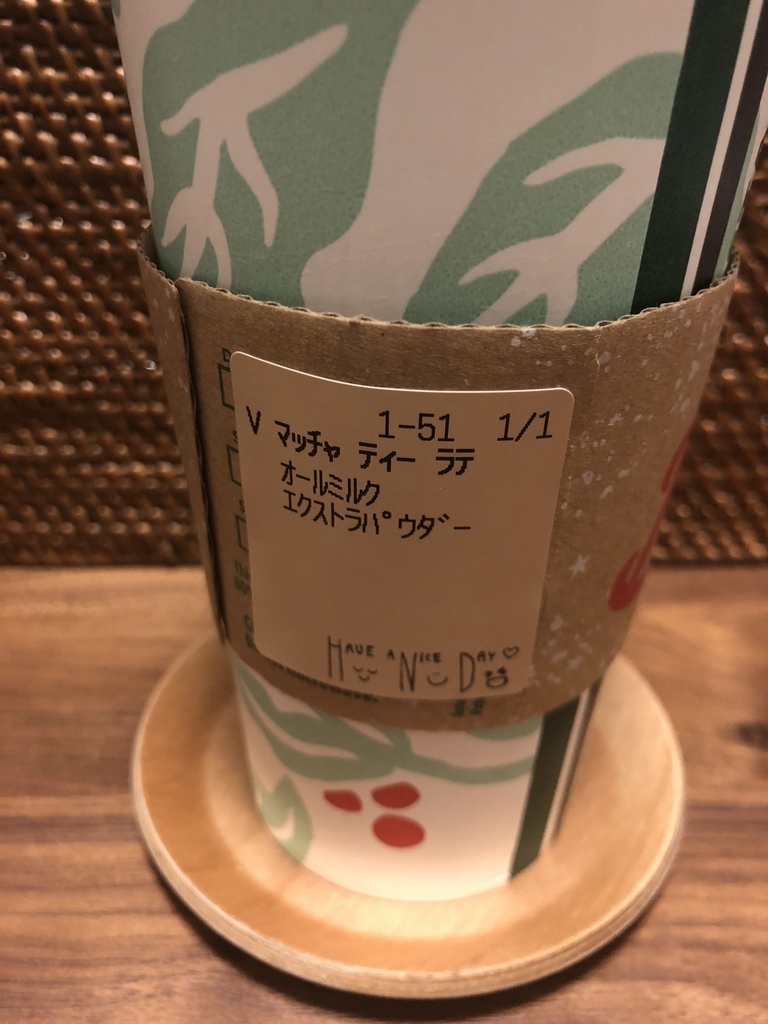 1-51 1/1
V マッチャ ティー ラテ
オールミルク
エクストラパウダー
HAVE A NICE DAY♡